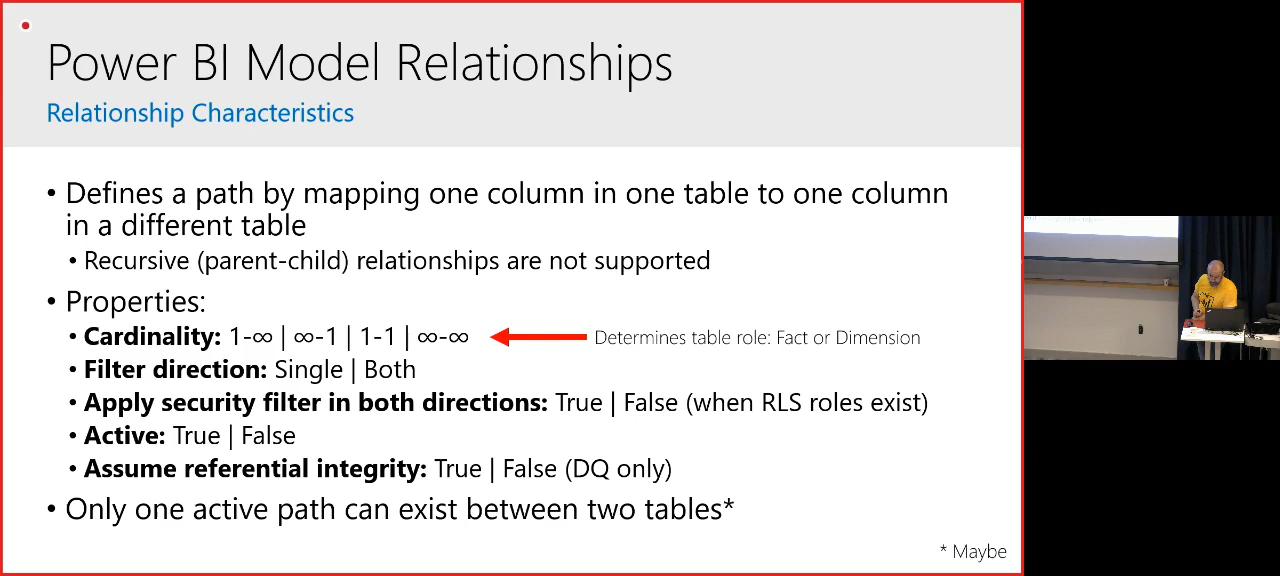 Power BI Model Relationships
Relationship Characteristics
• Defines a path by mapping one column in one table to one column
in a different table
• Recursive (parent-child) relationships are not supported
• Properties:
• Cardinality: 1-∞ | ∞-1 | 1-1 | ∞-∞
Determines table role: Fact or Dimension
• Filter direction: Single | Both
• Apply security filter in both directions: True | False (when RLS roles exist)
• Active: True | False
• Assume referential integrity: True | False (DQ only)
• Only one active path can exist between two tables*
* Maybe